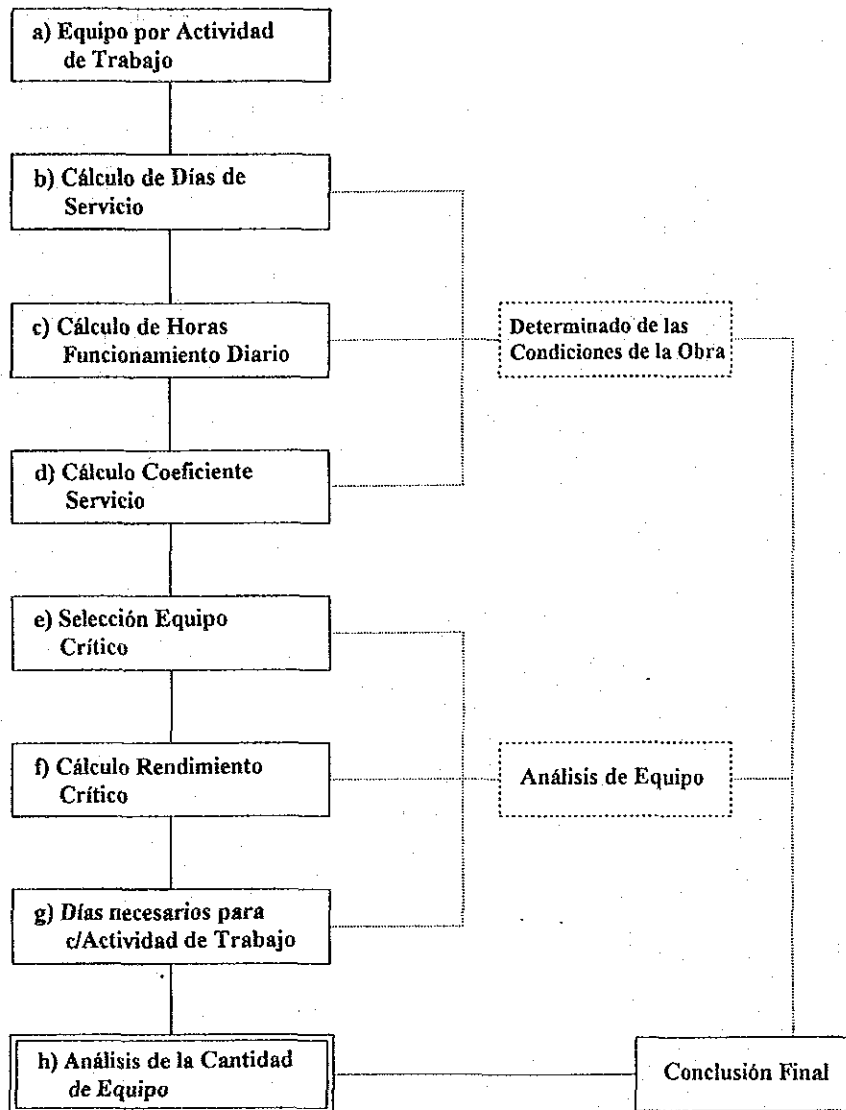 a) Equipo por Actividad
de Trabajo
b) Cálculo de Días de
Servicio
c) Cálculo de Horas
Funcionamiento Diario
Determinado de las
Condiciones de la Obra
d) Cálculo Coeficiente
Servicio
e) Selección Equipo
Crítico
f) Cálculo Rendimiento
Crítico
Análisis de Equipo
g) Días necesarios para
c/Actividad de Trabajo
h) Análisis de la Cantidad
de Equipo
Conclusión Final